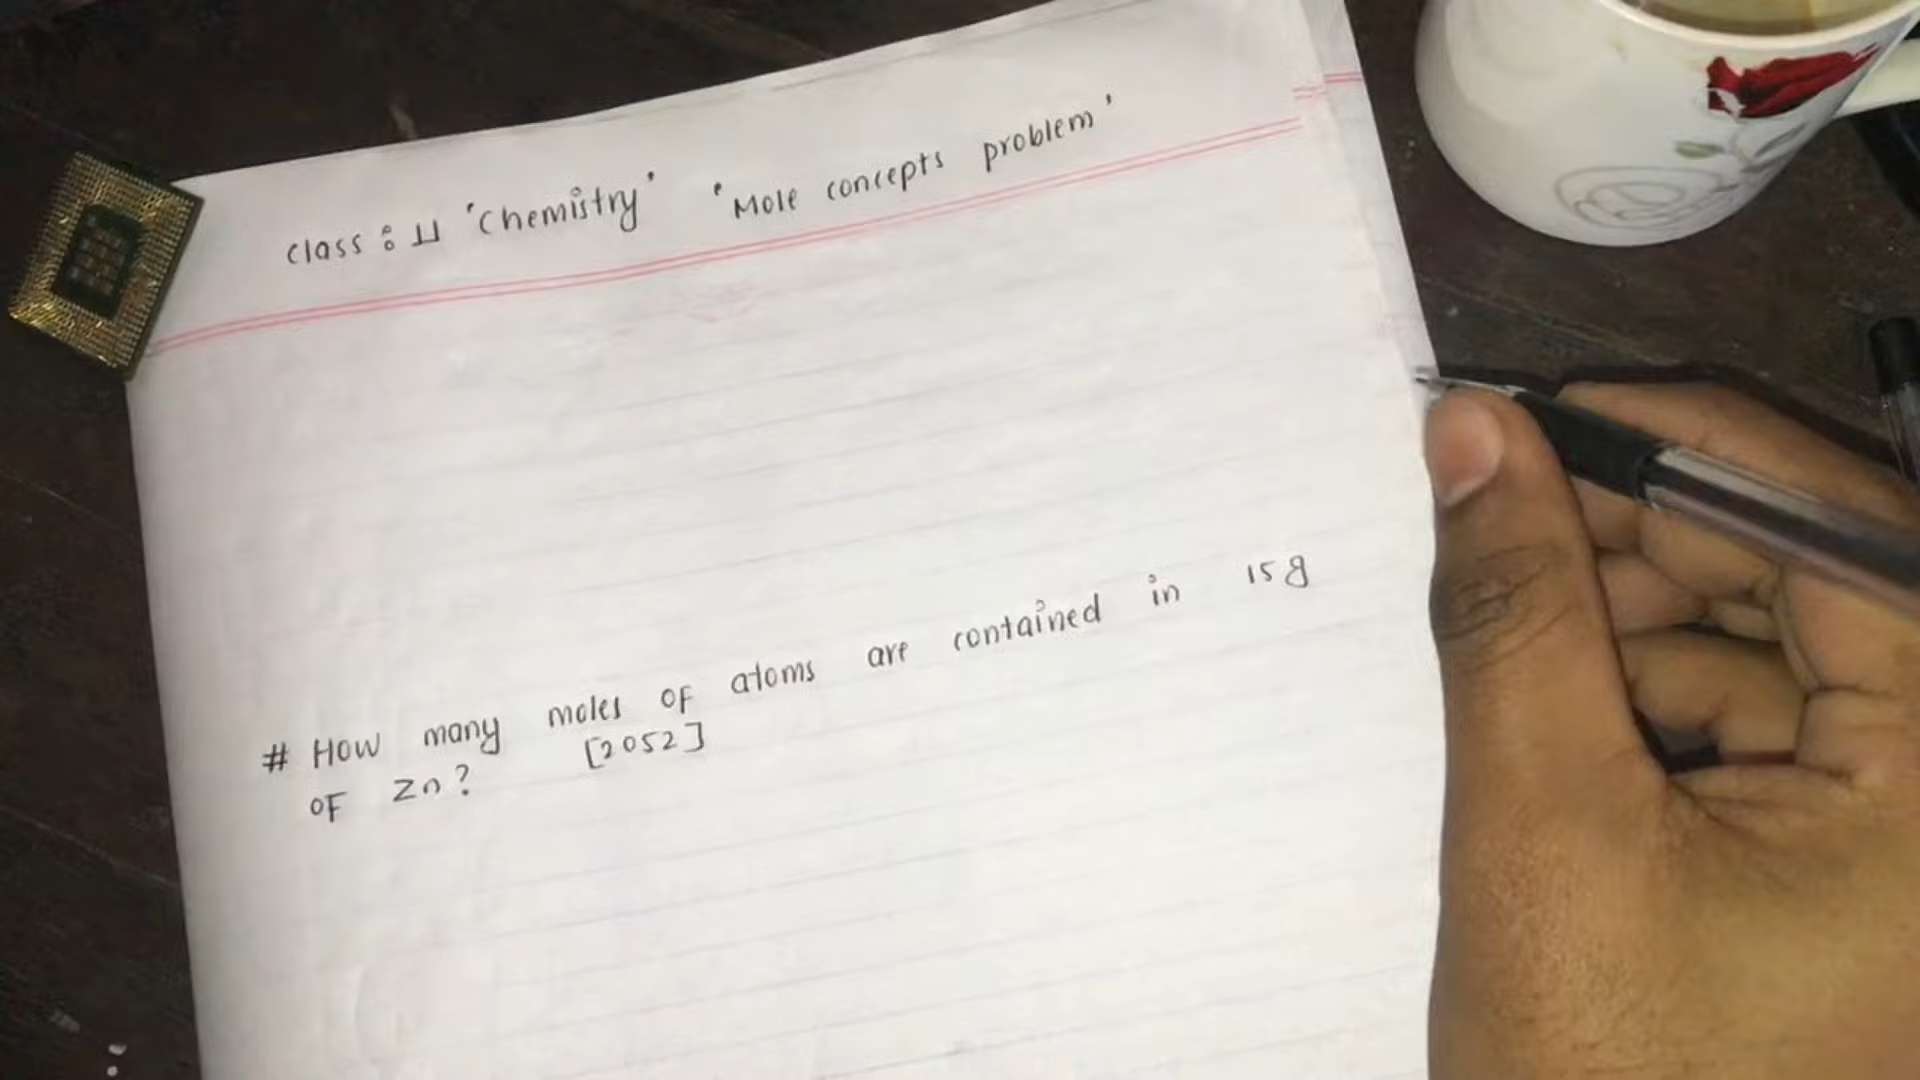 class : 11 'Chemistry' 'Mole concepts problem'
# How many moles of atoms are contained in 15g
of Zn? [2052]